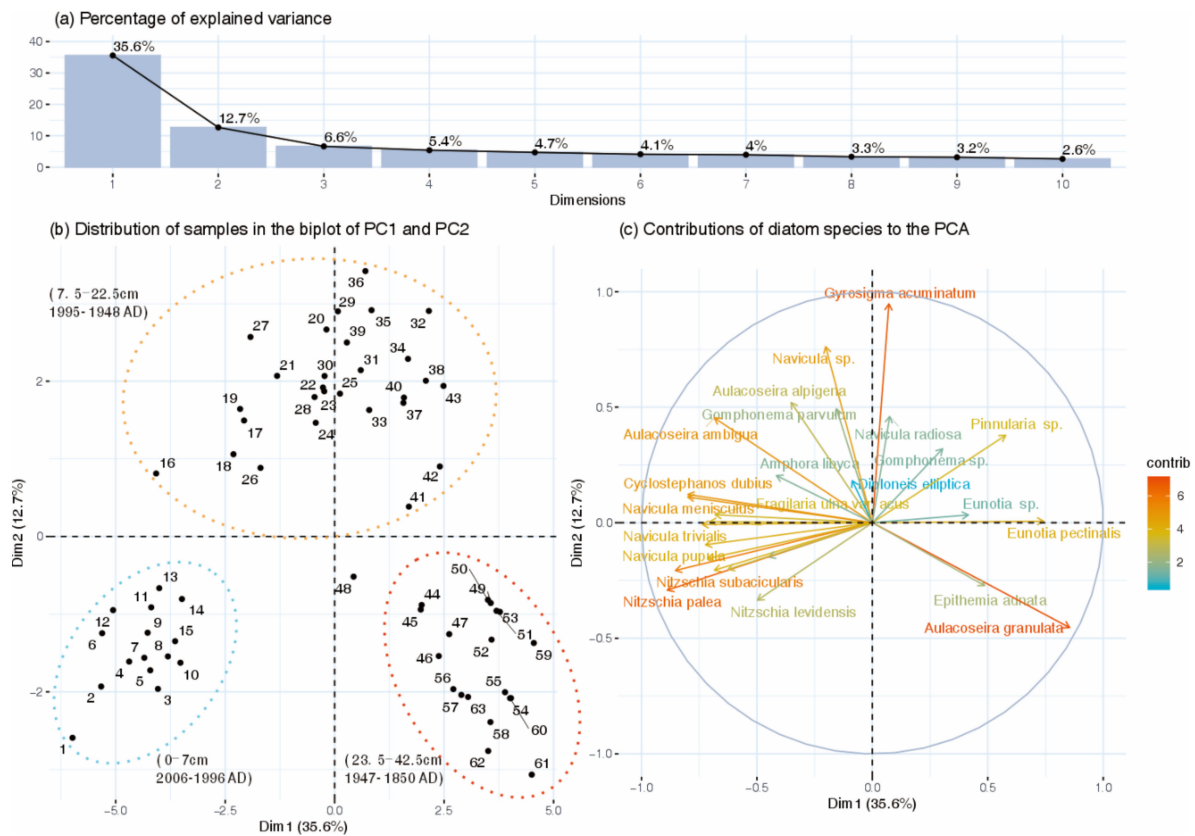 (a) Percentage of explained variance
40
30
20
10
0
35.6%
12.7%
6.6%
5.4%
4.7%
4.1%
4%
3.3%
3.2%
2.6%
1 2 3 4 5 6 7 8 9 10
Dimensions
(b) Distribution of samples in the biplot of PC1 and PC2
(7. 5-22.5cm
1995- 1948 AD)
36
29
20
35
32
27
39
34
31
21
30
38
22
25
40
43
19
28
23
37
33
17
24
18
26
16
42
41
48
50
13
49
11
14
44
53
12
9
45
6
15
47
51
7
8
52
59
4
10
46
5
56
55
2
3
57
63
54
58
60
1
62
61
(0-7cm
2006-1996 AD)
(23. 5-42.5cm
1947-1850 AD)
2
0
−2
−5.0 −2.5 0.0 2.5 5.0
Dim1 (35.6%)
Dim2 (12.7%)
(c) Contributions of diatom species to the PCA
Gyrosigma acuminatum
Navicula sp.
Aulacoseira alpigena
Gomphonema parvulum
Pinnularia sp.
Aulacoseira ambigua
Navicula radiosa
Amphora libyca
Gomphonema sp.
Cyclostephanos dubius
Diploneis elliptica
Navicula menisculus
Fragilaria ulna var. acus
Eunotia sp.
Navicula trivialis
Eunotia pectinalis
Navicula pupula
Nitzschia subacicularis
Nitzschia palea
Nitzschia levidensis
Epithemia adnata
Aulacoseira granulata
1.0
0.5
0.0
−0.5
−1.0
−1.0 −0.5 0.0 0.5 1.0
Dim1 (35.6%)
Dim2 (12.7%)
contrib
6
4
2